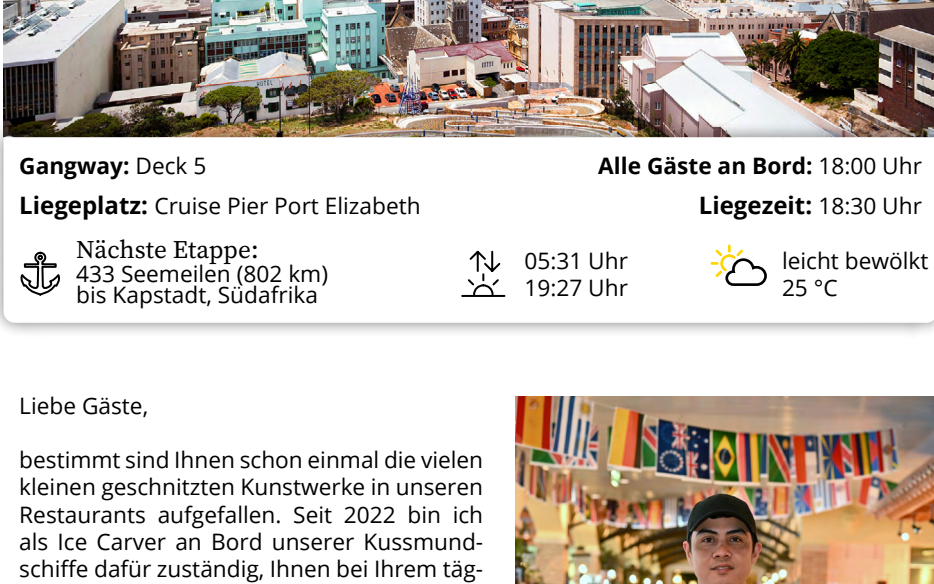 HOTEL
Gangway: Deck 5
Alle Gäste an Bord: 18:00 Uhr
Liegeplatz: Cruise Pier Port Elizabeth
Liegezeit: 18:30 Uhr
Nächste Etappe:
433 Seemeilen (802 km)
bis Kapstadt, Südafrika
05:31 Uhr
19:27 Uhr
leicht bewölkt
25 °C
Liebe Gäste,
bestimmt sind Ihnen schon einmal die vielen
kleinen geschnitzten Kunstwerke in unseren
Restaurants aufgefallen. Seit 2022 bin ich
als Ice Carver an Bord unserer Kussmund-
schiffe dafür zuständig, Ihnen bei Ihrem täg-